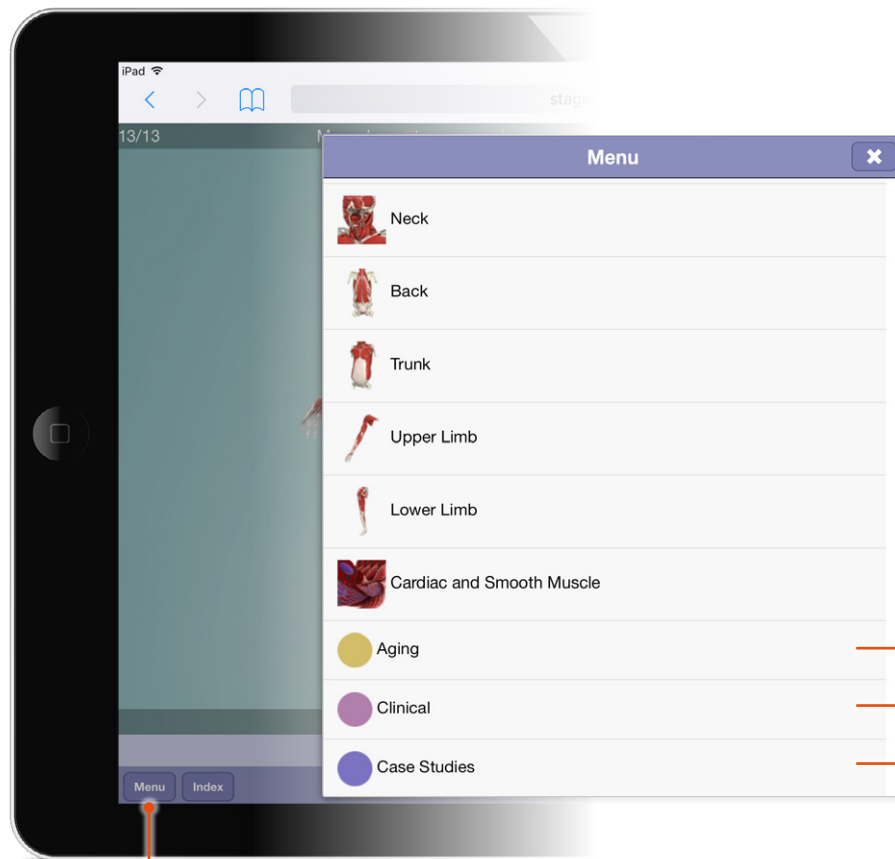 iPad
stage
13/13
Menu
Neck
Back
Trunk
Upper Limb
Lower Limb
Cardiac and Smooth Muscle
Aging
Clinical
Case Studies
Menu Index